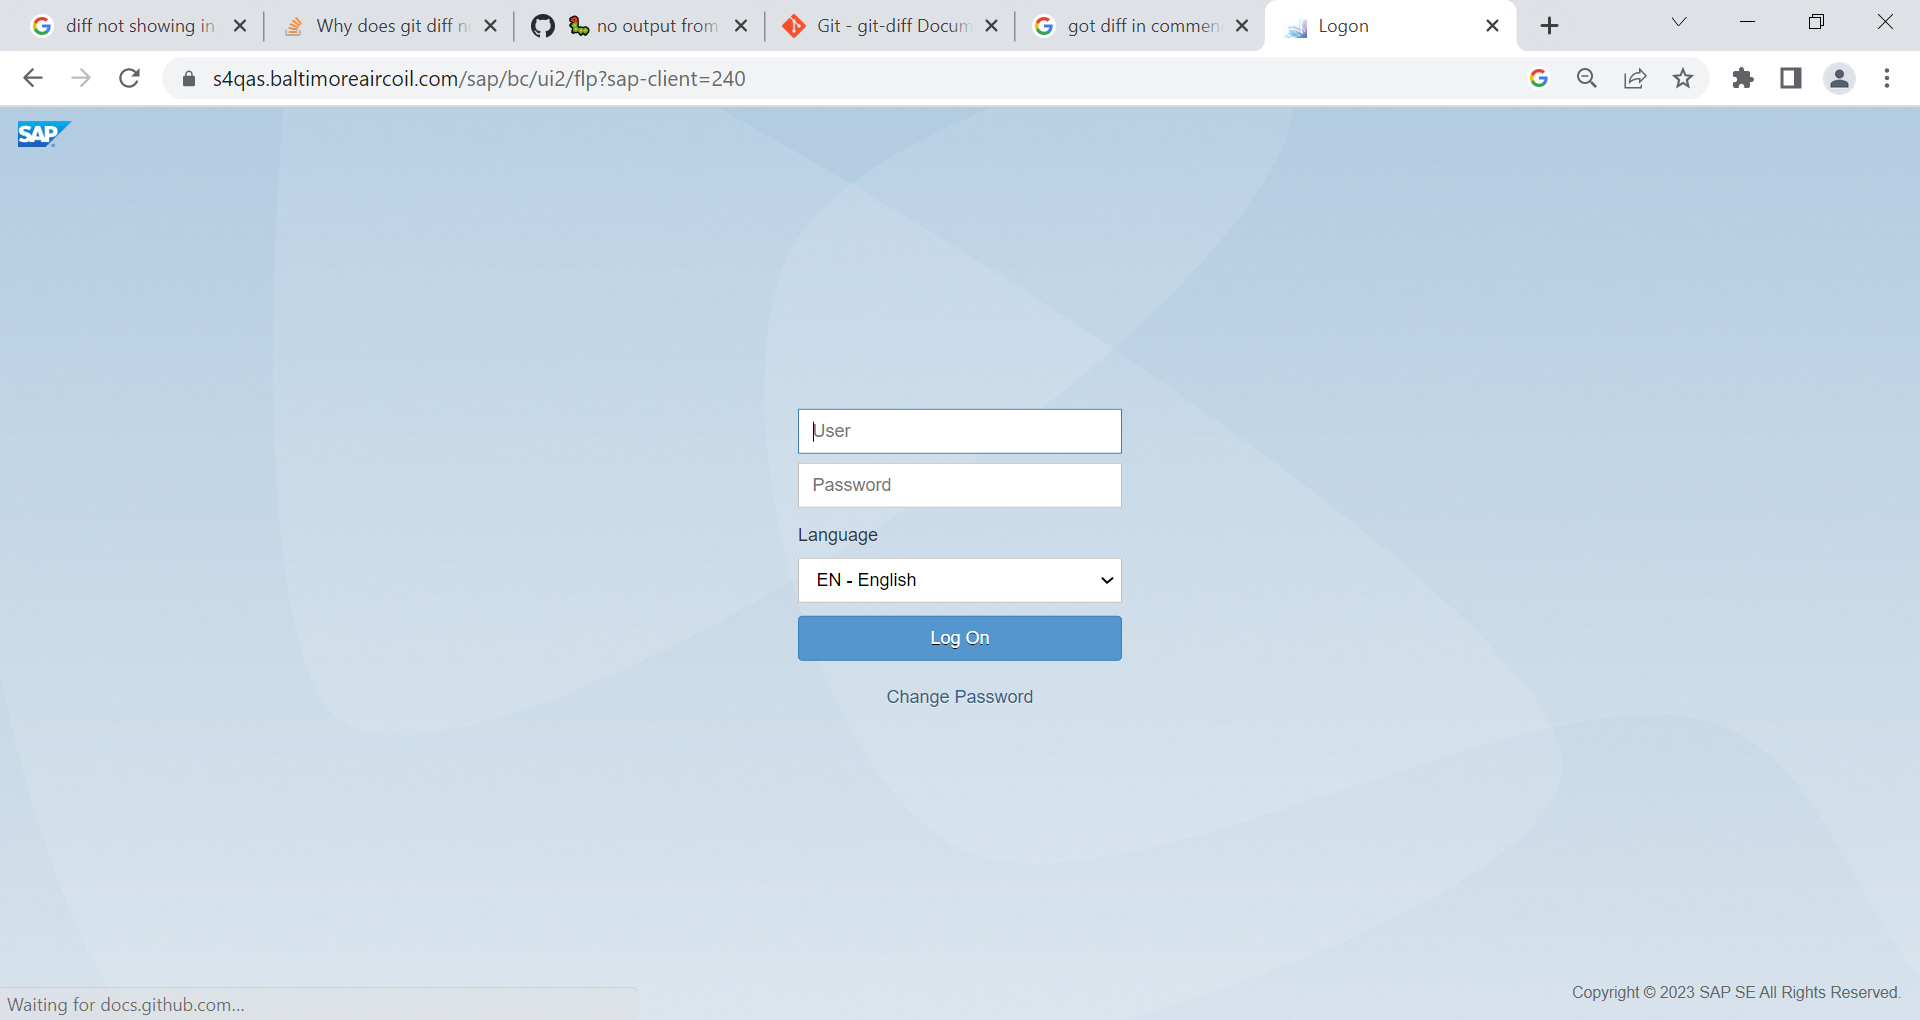 diff not showing in
Why does git diff n
no output from
Git - git-diff Docum
got diff in commen
Logon
s4qas.baltimoreaircoil.com/sap/bc/ui2/flp?sap-client=240
SAP
User
Password
Language
EN - English
Log On
Change Password
Copyright © 2023 SAP SE All Rights Reserved.
Waiting for docs.github.com...